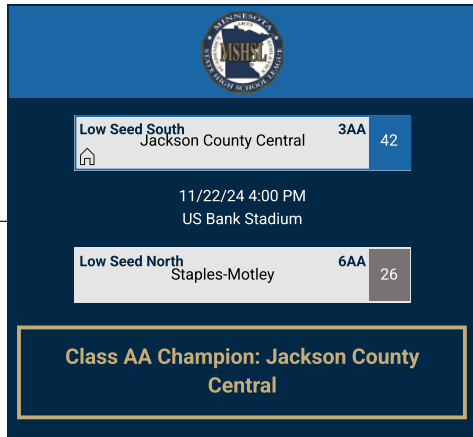 MINNESOTA
MSHSL
STATE HIGH SCHOOL LEAGUE
Low Seed South
3AA
Jackson County Central
42
11/22/24 4:00 PM
US Bank Stadium
Low Seed North
6AA
Staples-Motley
26
Class AA Champion: Jackson County
Central